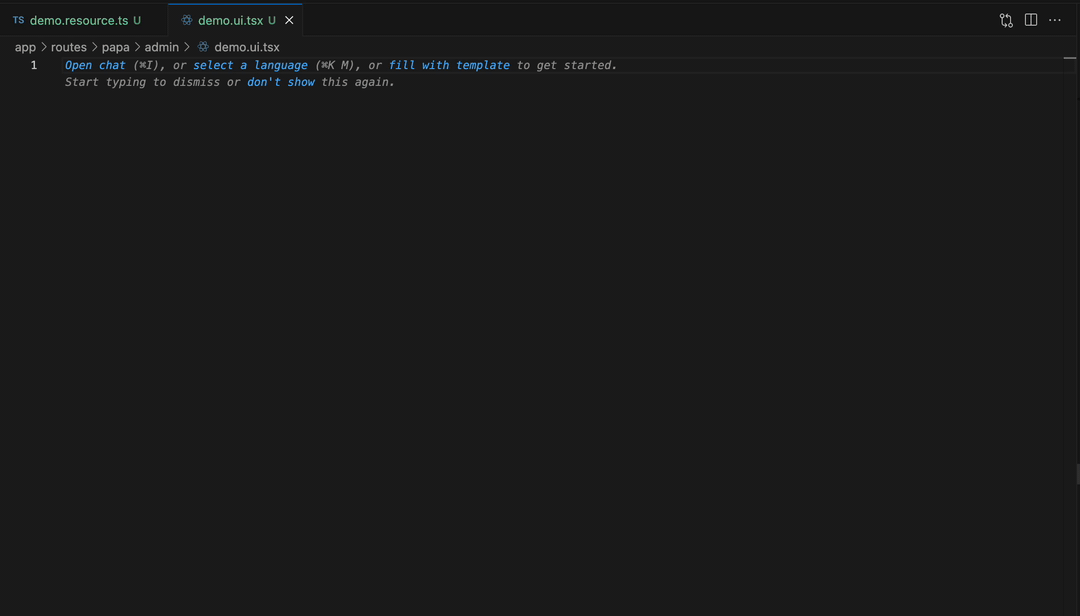 TS demo.resource.ts U demo.ui.tsx U
app > routes > papa > admin > demo.ui.tsx
1 Open chat (⌘I), or select a language (⌘K M), or fill with template to get started.
Start typing to dismiss or don't show this again.